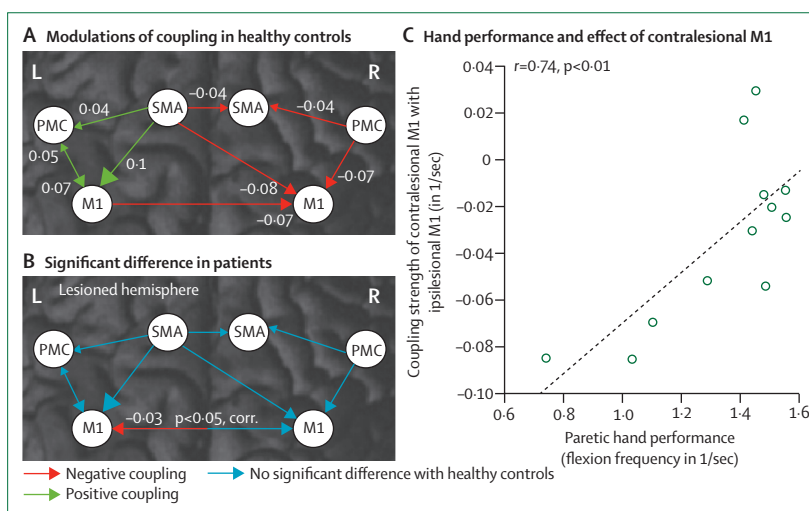 A Modulations of coupling in healthy controls
L
R
−0·04
SMA
SMA
−0·04
0·04
PMC
PMC
0·05
0·1
−0·07
0·07
−0·08
M1
M1
−0·07
B Significant difference in patients
L
Lesioned hemisphere
R
SMA
SMA
PMC
PMC
−0·03
p<0·05, corr.
M1
M1
Negative coupling
No significant difference with healthy controls
Positive coupling
C Hand performance and effect of contralesional M1
r=0·74, p<0·01
Coupling strength of contralesional M1 with
ipsilesional M1 (in 1/sec)
0·04
0·02
0
−0·02
−0·04
−0·06
−0·08
−0·10
0·6
0·8
1·0
1·2
1·4
1·6
Paretic hand performance
(flexion frequency in 1/sec)